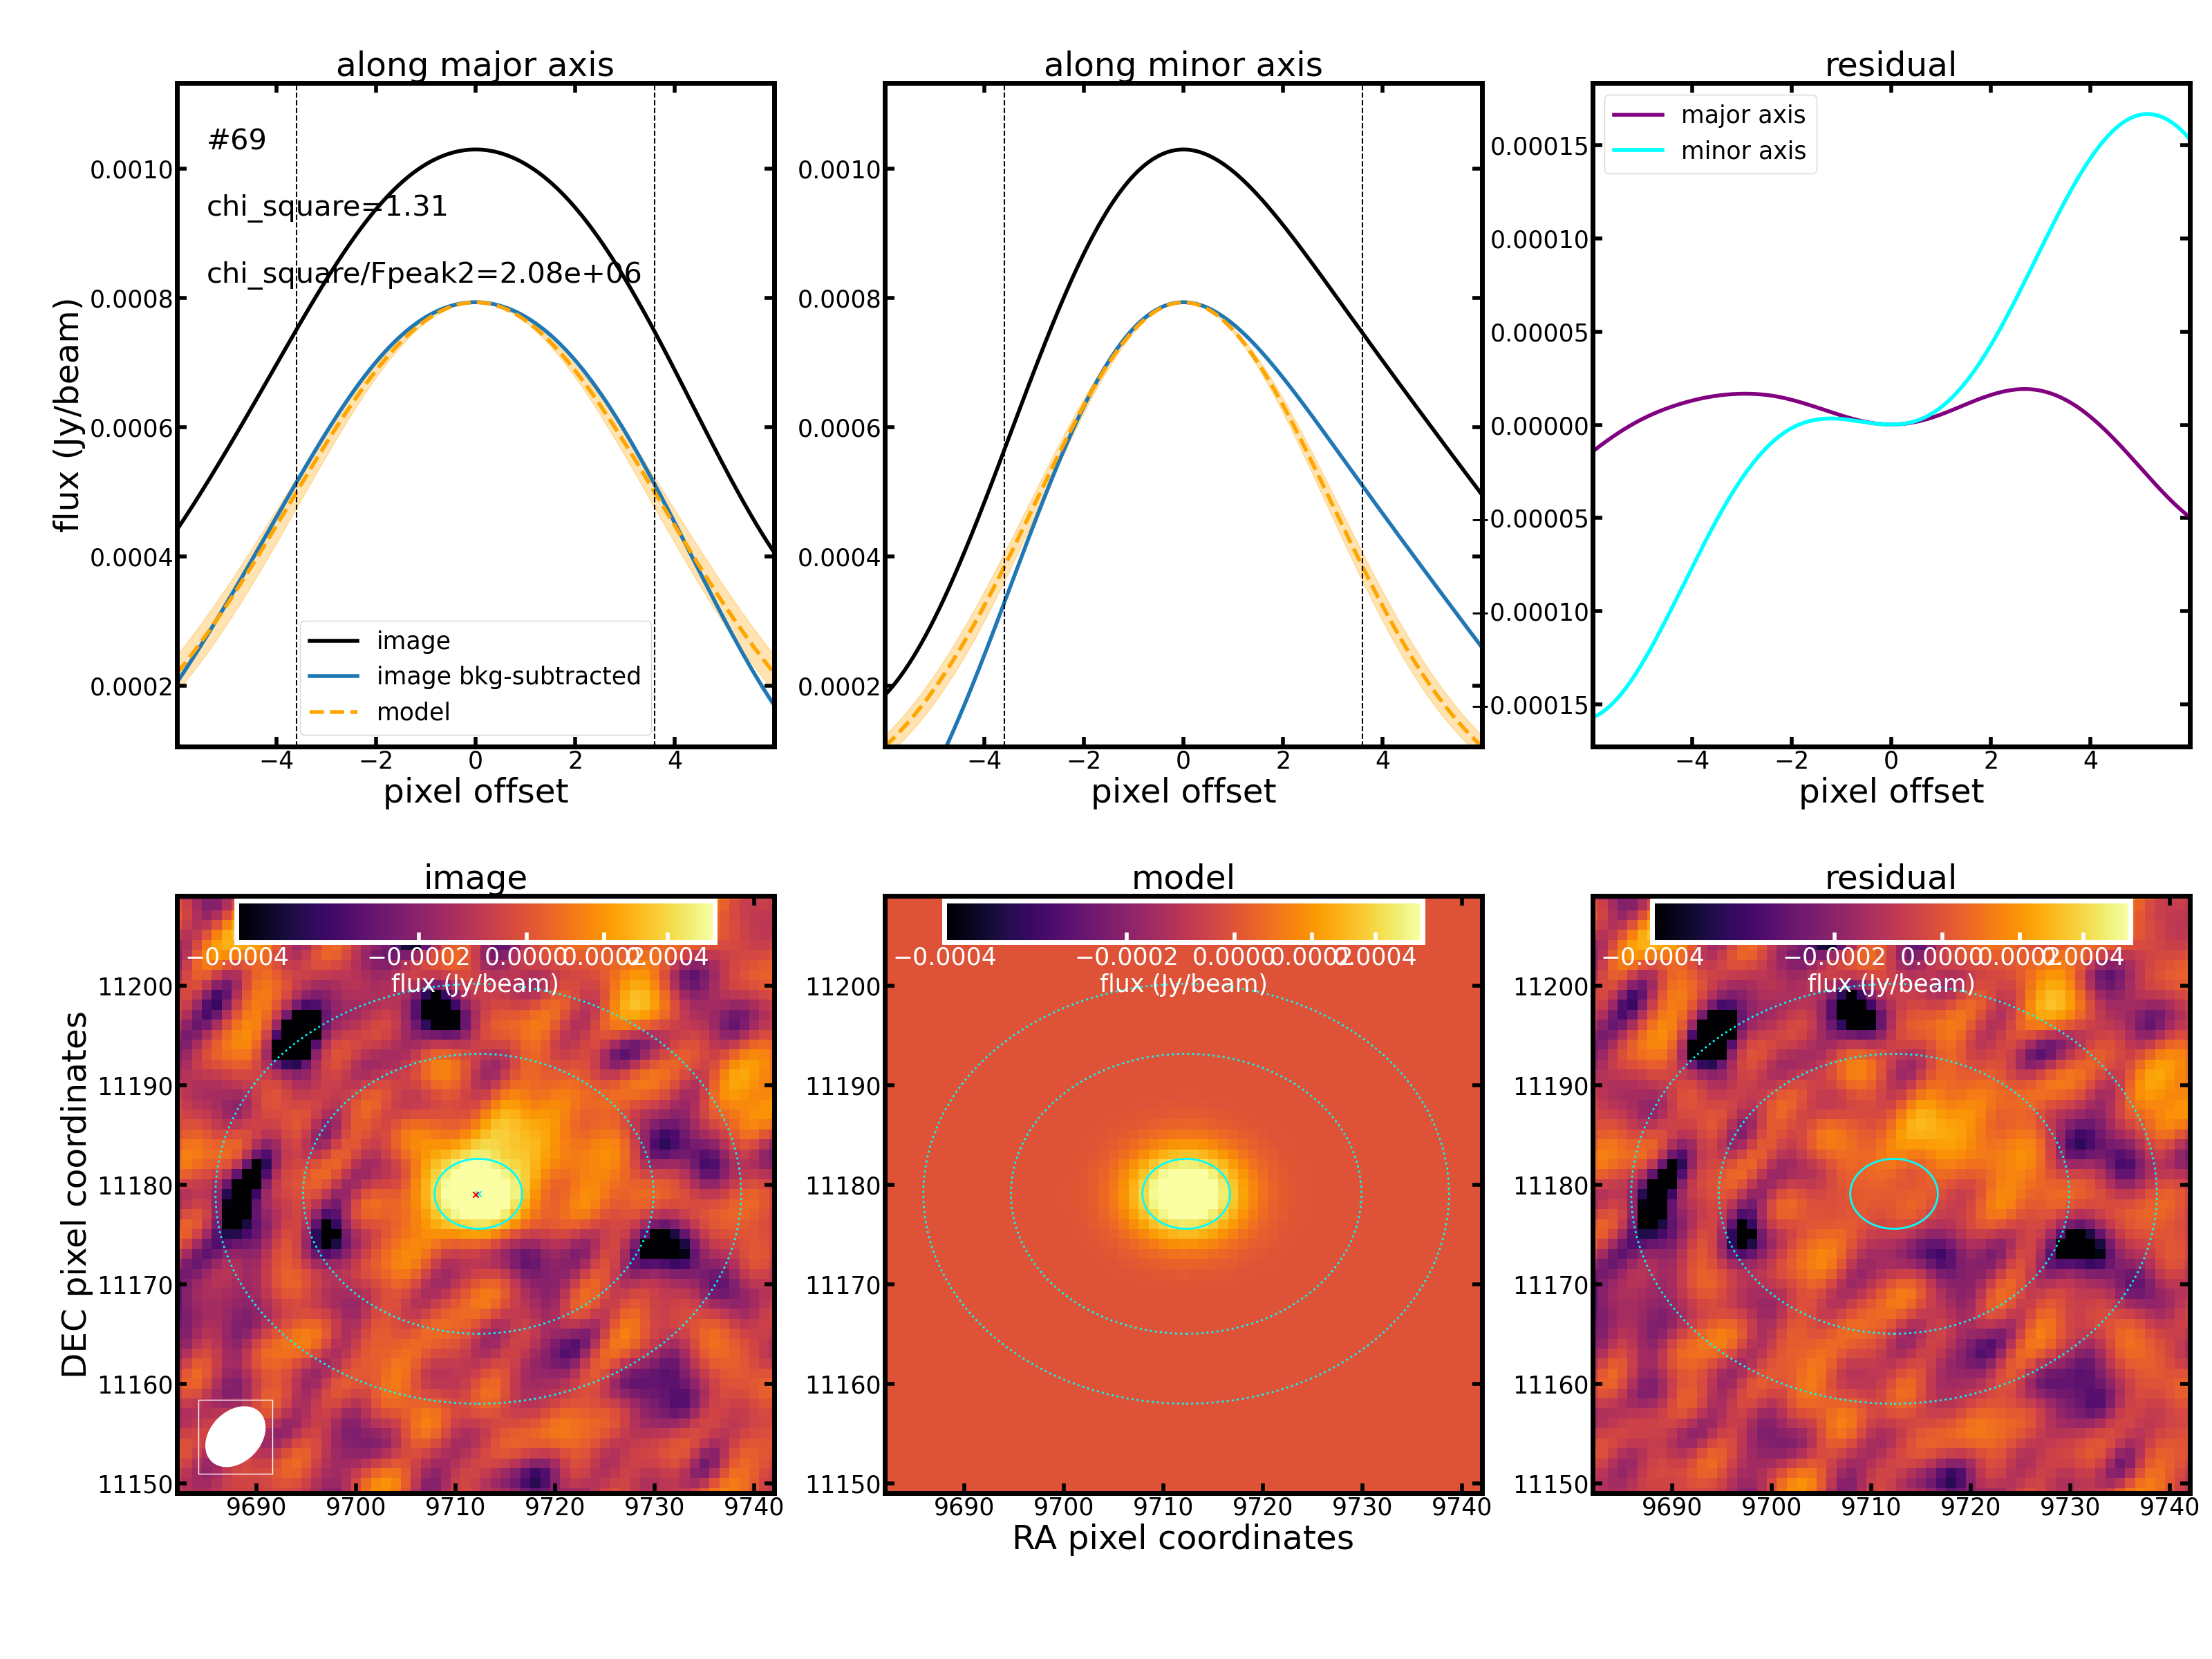 along major axis
along minor axis
residual
#69
chi_square=1.31
chi_square/Fpeak2=2.08e+06
flux (Jy/beam)
0.0010
0.0008
0.0006
0.0004
0.0002
image
image bkg-subtracted
model
−4 −2 0 2 4
pixel offset
0.0010
0.0008
0.0006
0.0004
0.0002
−4 −2 0 2 4
pixel offset
major axis
minor axis
0.00015
0.00010
0.00005
0.00000
−0.00005
−0.00010
−0.00015
−4 −2 0 2 4
pixel offset
image
model
residual
−0.0004 −0.0002 0.0000 0.0002 0.0004
flux (Jy/beam)
DEC pixel coordinates
11200
11190
11180
11170
11160
11150
9690 9700 9710 9720 9730 9740
−0.0004 −0.0002 0.0000 0.0002 0.0004
flux (Jy/beam)
11200
11190
11180
11170
11160
11150
9690 9700 9710 9720 9730 9740
RA pixel coordinates
−0.0004 −0.0002 0.0000 0.0002 0.0004
flux (Jy/beam)
11200
11190
11180
11170
11160
11150
9690 9700 9710 9720 9730 9740